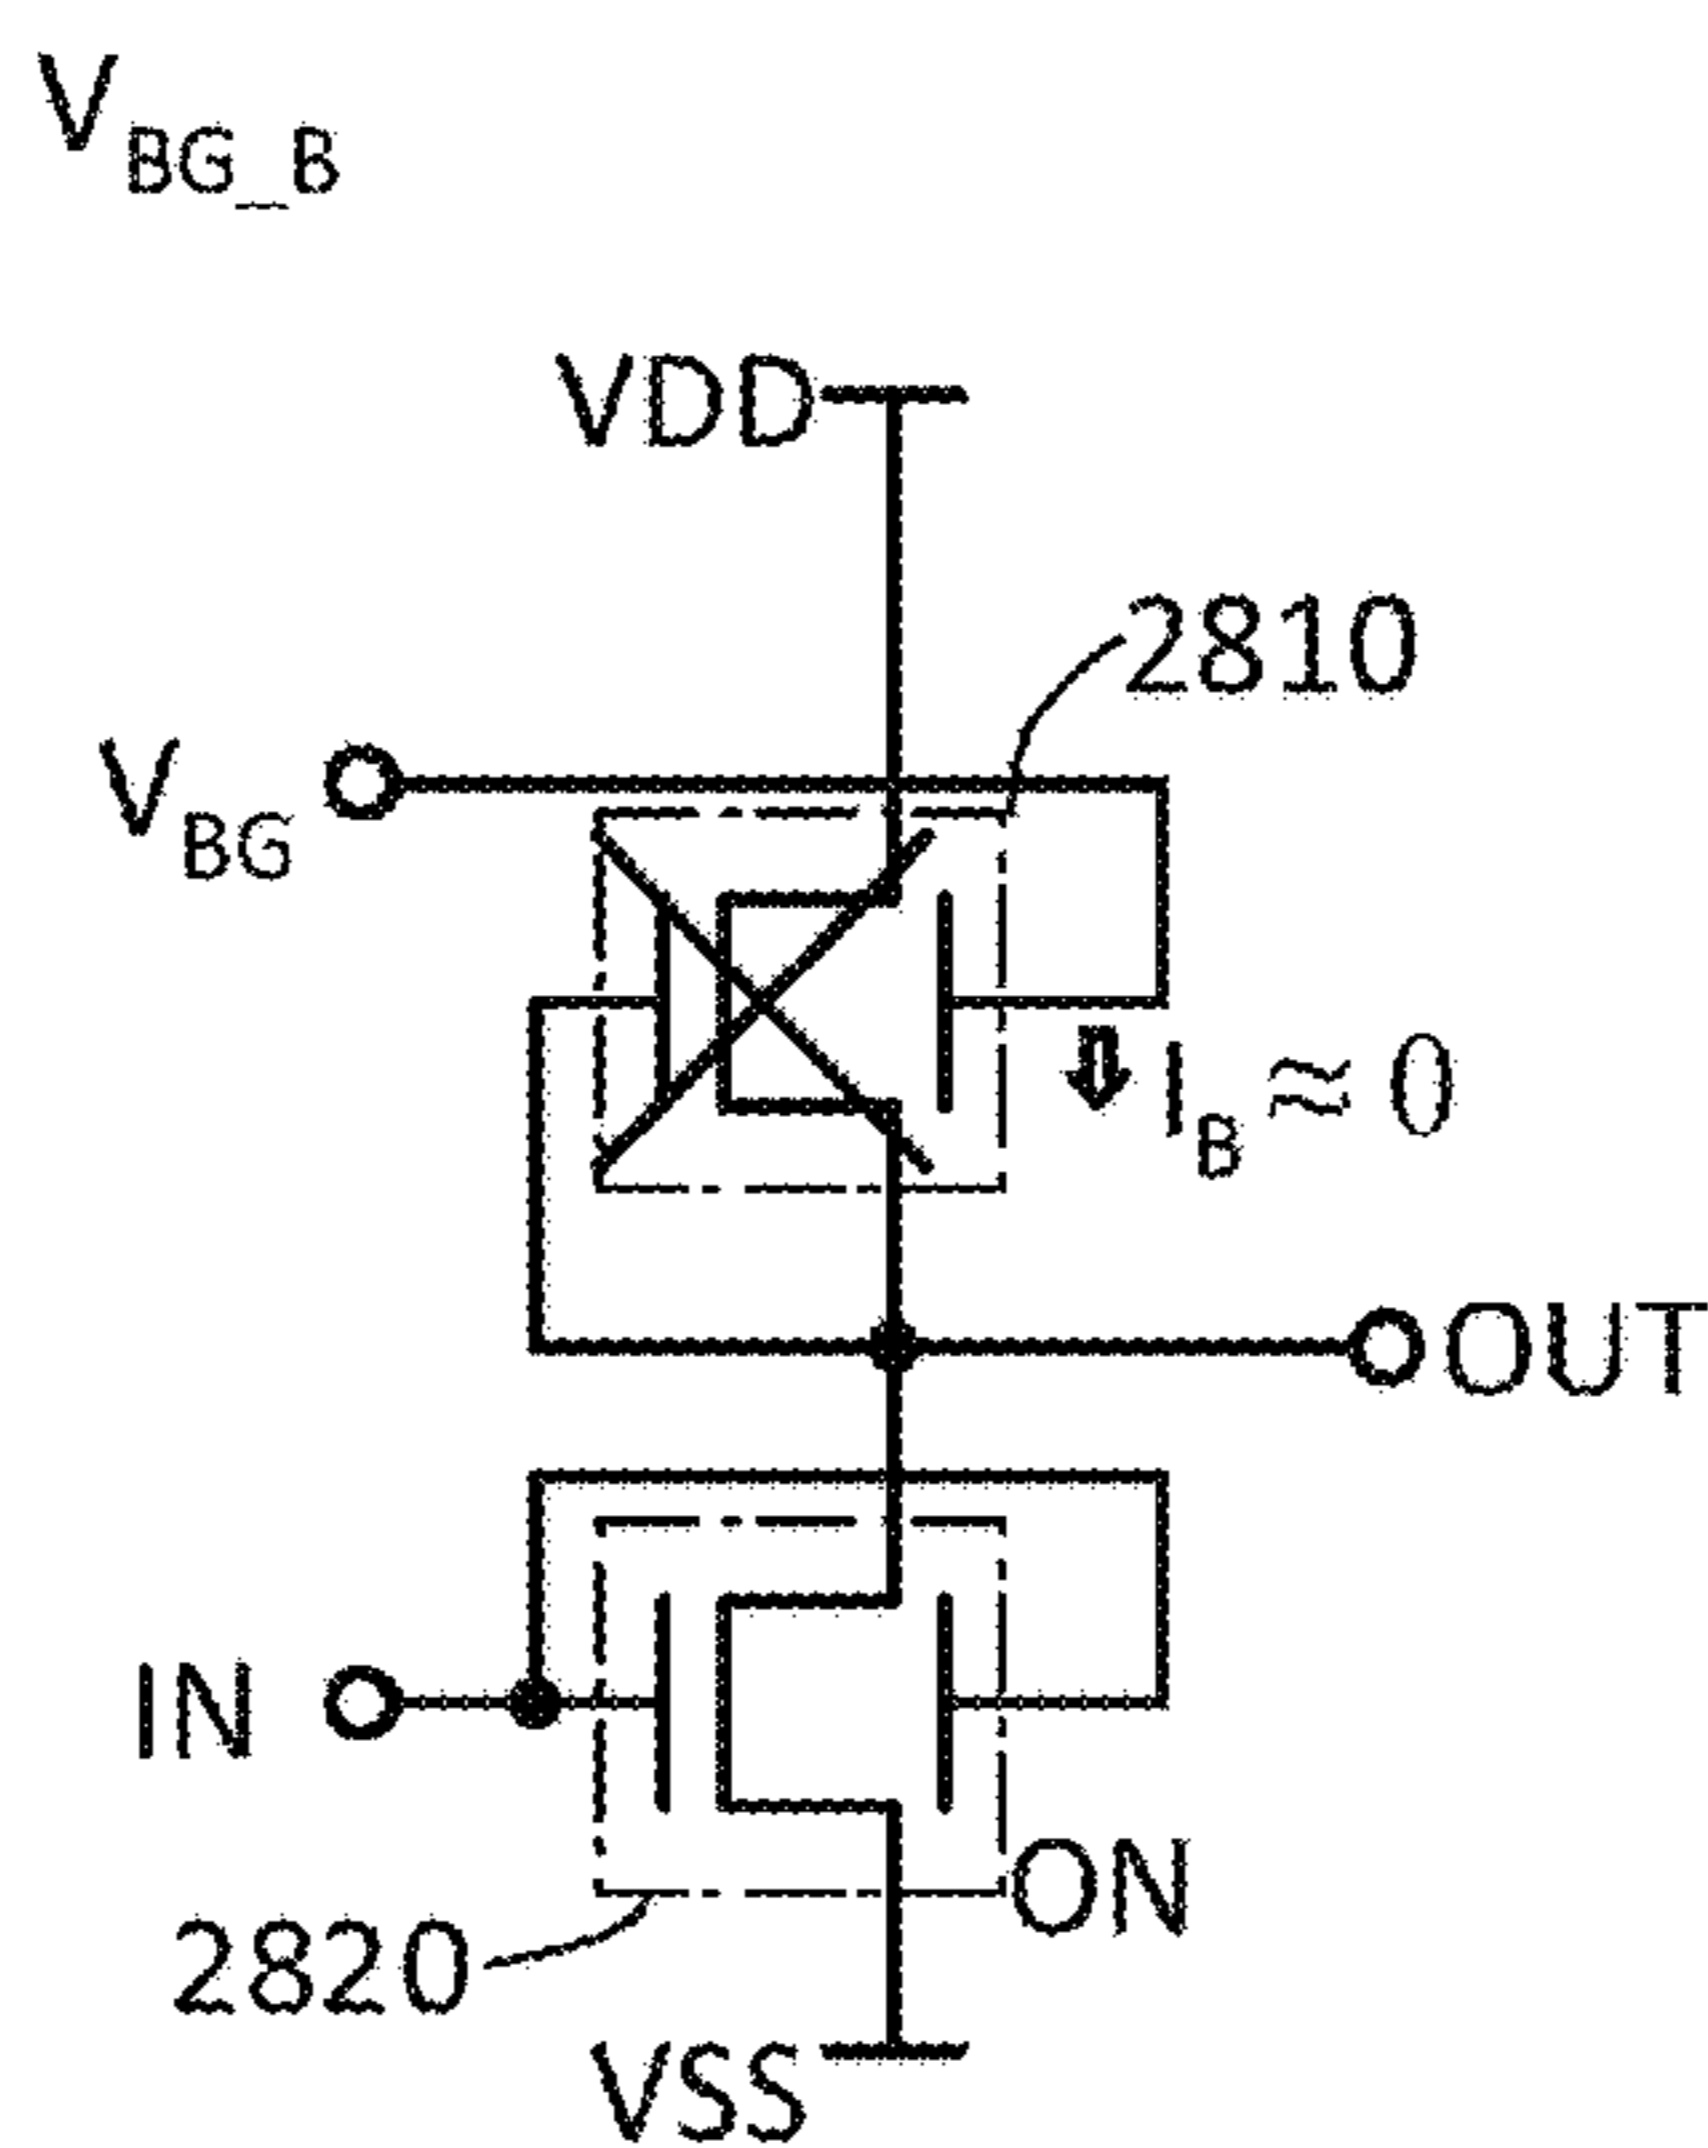 V_BG_B
VDD
2810
V_BG
I_B ≈ 0
OUT
IN
ON
2820
VSS